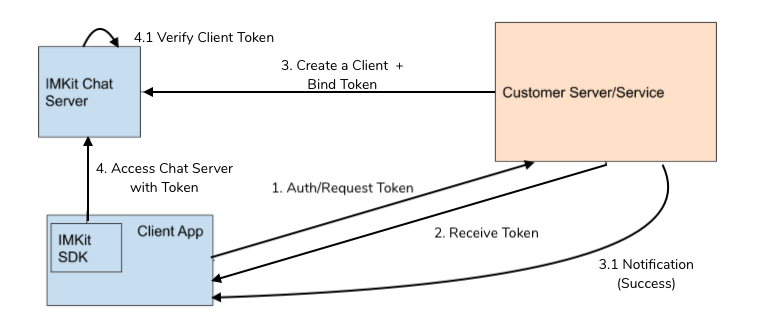 4.1 Verify Client Token
IMKit Chat
Server
3. Create a Client +
Bind Token
Customer Server/Service
4. Access Chat Server
with Token
1. Auth/Request Token
IMKit
SDK
Client App
2. Receive Token
3.1 Notification
(Success)